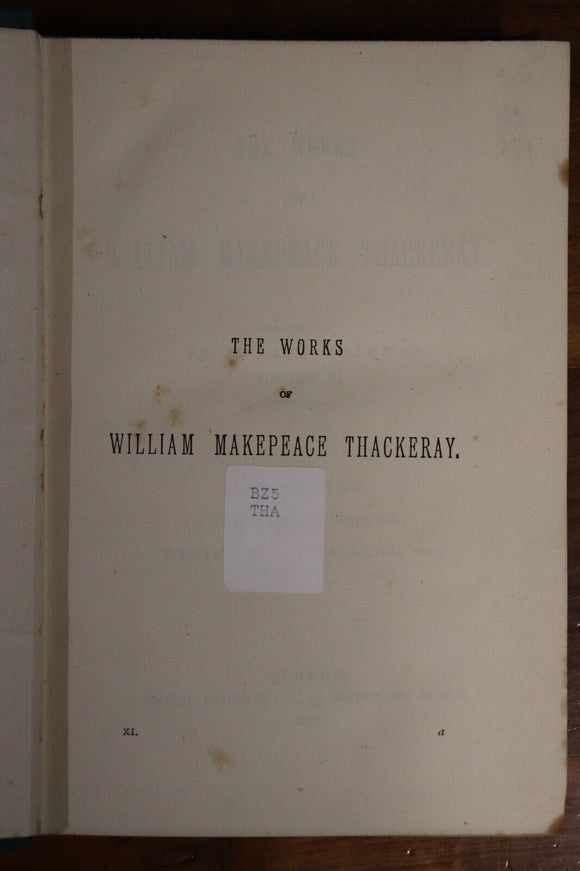 THE WORKS
OF
WILLIAM MAKEPEACE THACKERAY.
BZ5
THA
XI. a